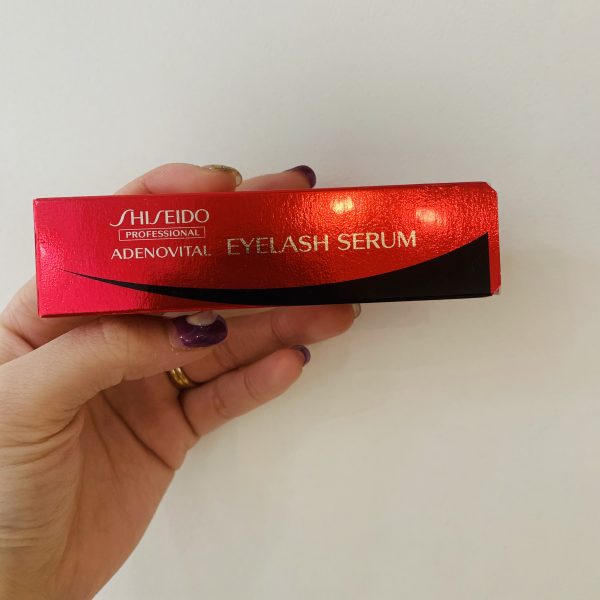 SHISEIDO
PROFESSIONAL
ADENOVITAL EYELASH SERUM